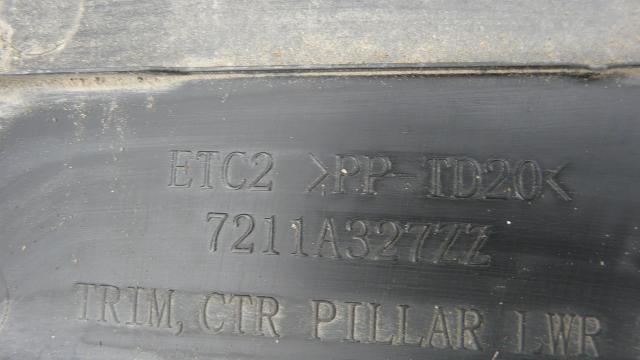 ETC2 >PP-TD20<
7211A327ZZ
TRIM, CTR PILLAR LWR